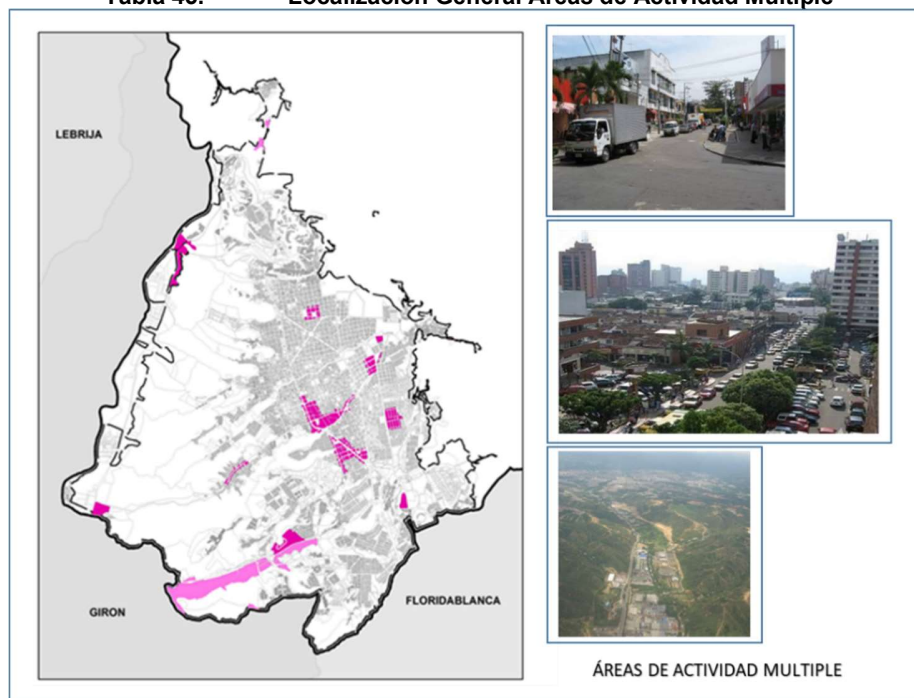 Localización General Áreas de Actividad Múltiple
LEBRIJA
GIRON
FLORIDABLANCA
ÁREAS DE ACTIVIDAD MULTIPLE